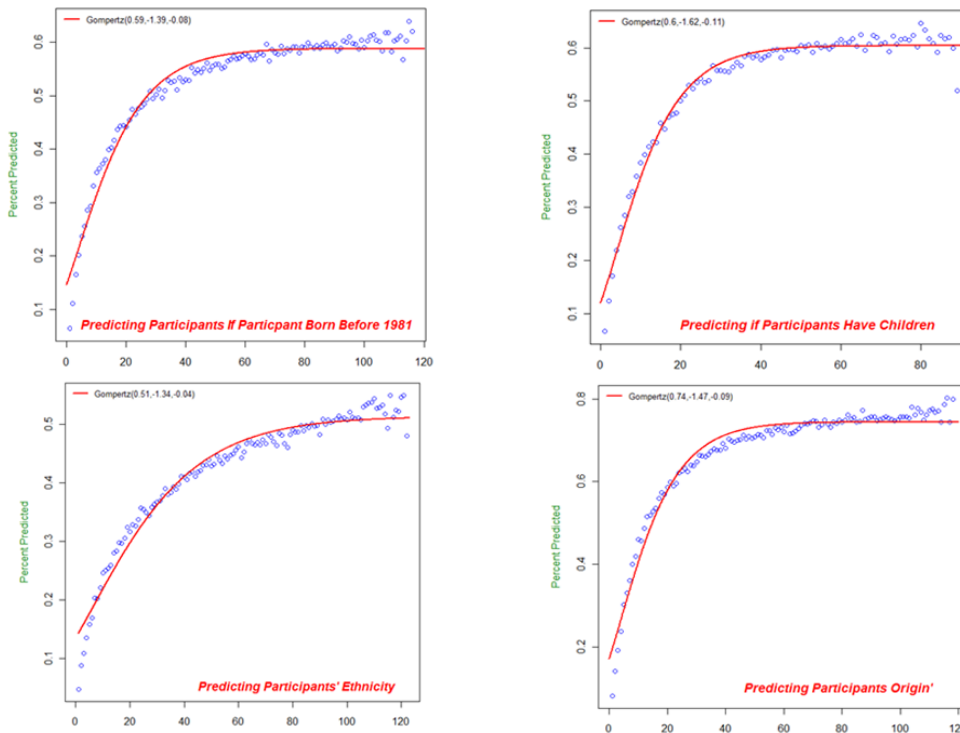 Gompertz(0.59,-1.39,-0.08)
Percent Predicted
0.6
0.5
0.4
0.3
0.2
0.1
Predicting Participants If Particpant Born Before 1981
0 20 40 60 80 100 120
Gompertz(0.6,-1.62,-0.11)
Percent Predicted
0.6
0.5
0.4
0.3
0.2
0.1
Predicting if Participants Have Children
0 20 40 60 80
Gompertz(0.51,-1.34,-0.04)
Percent Predicted
0.5
0.4
0.3
0.2
0.1
Predicting Participants' Ethnicity
0 20 40 60 80 100 120
Gompertz(0.74,-1.47,-0.09)
Percent Predicted
0.8
0.6
0.4
0.2
Predicting Participants Origin'
0 20 40 60 80 100